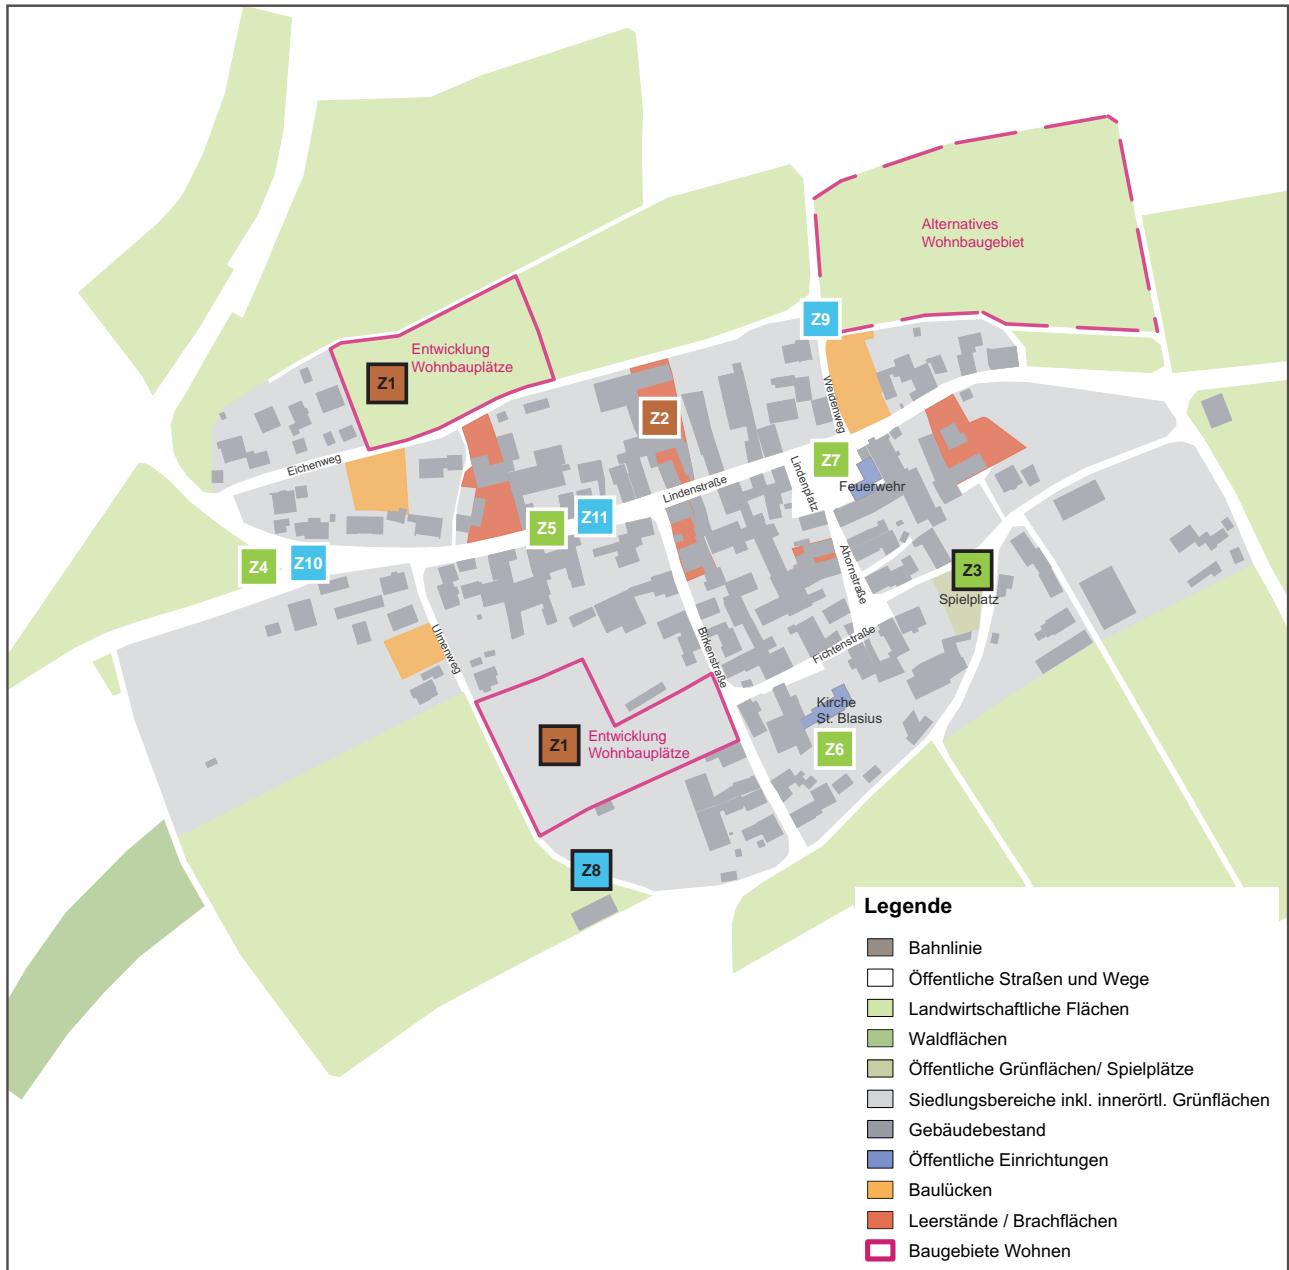 Alternatives
Wohnbaugebiet
Z9
Entwicklung
Wohnbauplätze
Z1
Z2
Weidenweg
Eichenweg
Z7
Lindenplatz
Feuerwehr
Lindenstraße
Z11
Z5
Z10
Z4
Ahornstraße
Z3
Spielplatz
Ulmenweg
Birkenstraße
Fichtenstraße
Kirche
St. Blasius
Z6
Z1
Entwicklung
Wohnbauplätze
Z8
Legende
Bahnlinie
Öffentliche Straßen und Wege
Landwirtschaftliche Flächen
Waldflächen
Öffentliche Grünflächen/ Spielplätze
Siedlungsbereiche inkl. innerörtl. Grünflächen
Gebäudebestand
Öffentliche Einrichtungen
Baulücken
Leerstände / Brachflächen
Baugebiete Wohnen